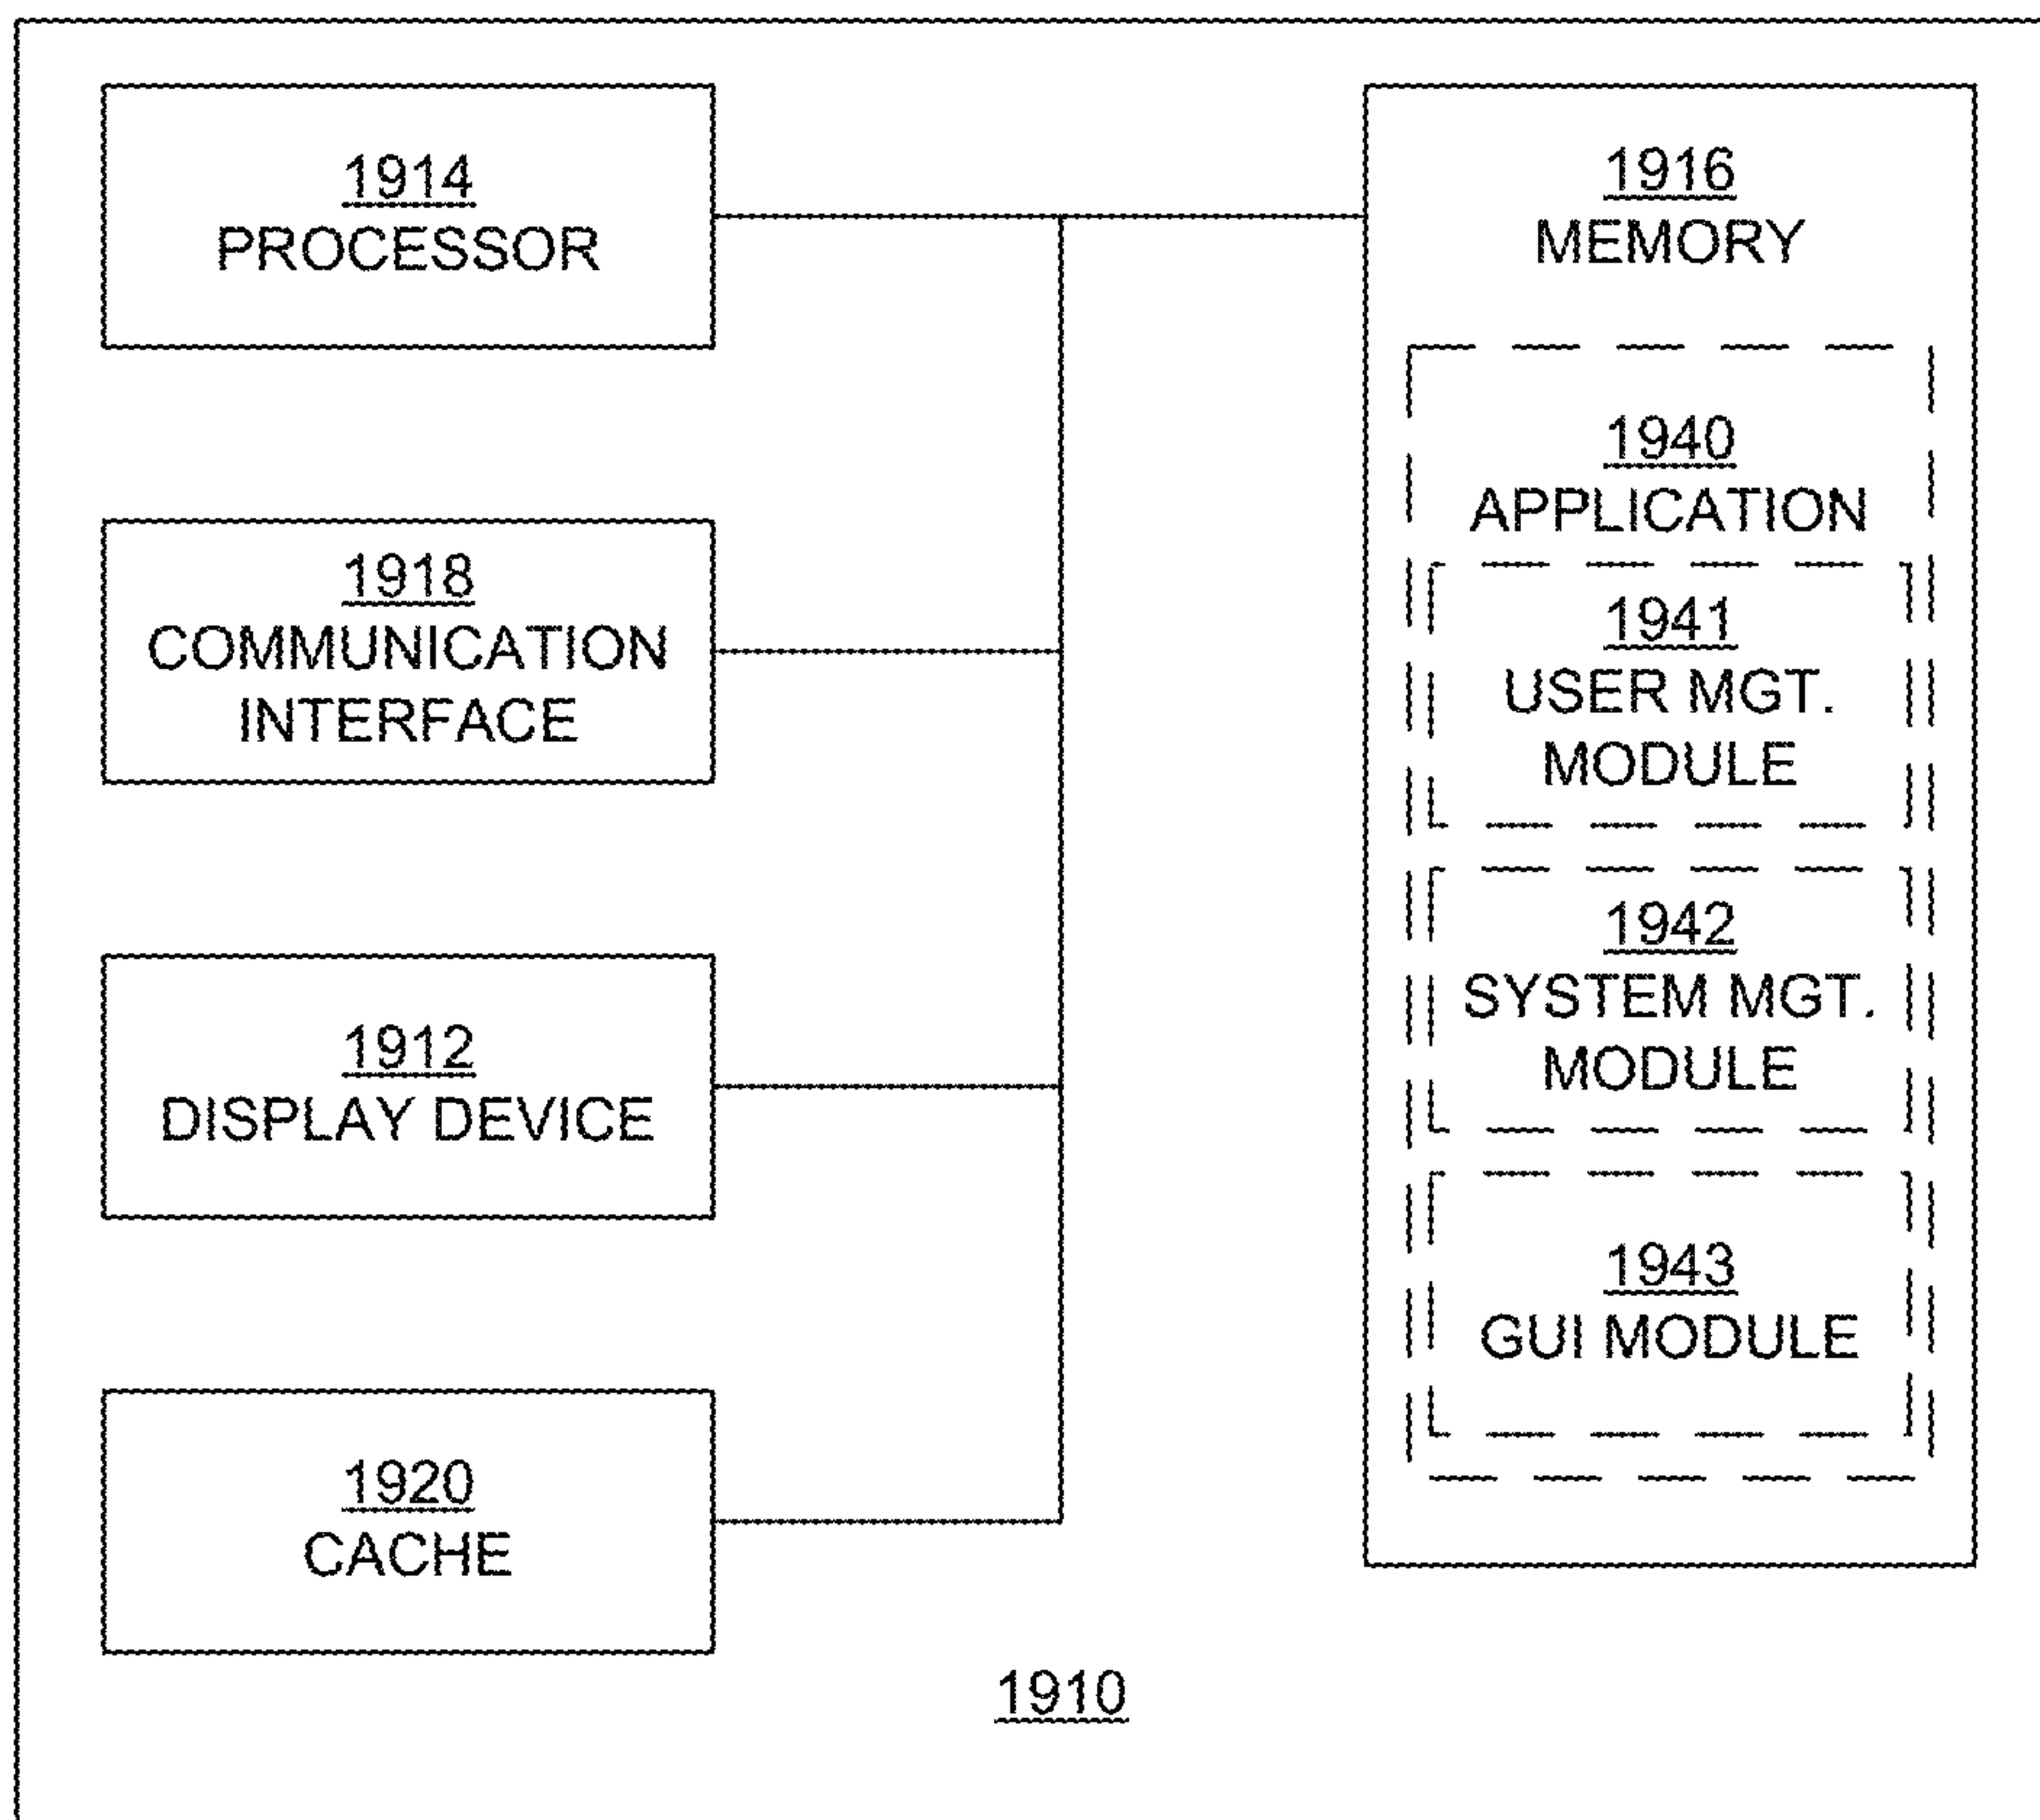 1914
PROCESSOR
1918
COMMUNICATION
INTERFACE
1912
DISPLAY DEVICE
1920
CACHE
1916
MEMORY
1940
APPLICATION
1941
USER MGT.
MODULE
1942
SYSTEM MGT.
MODULE
1943
GUI MODULE
1910